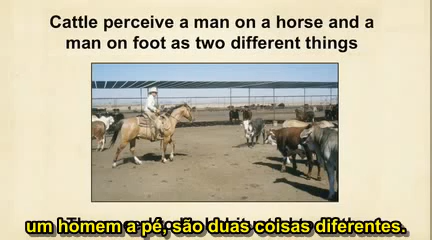 Cattle perceive a man on a horse and a
man on foot as two different things
um homem a pé, são duas coisas diferentes.